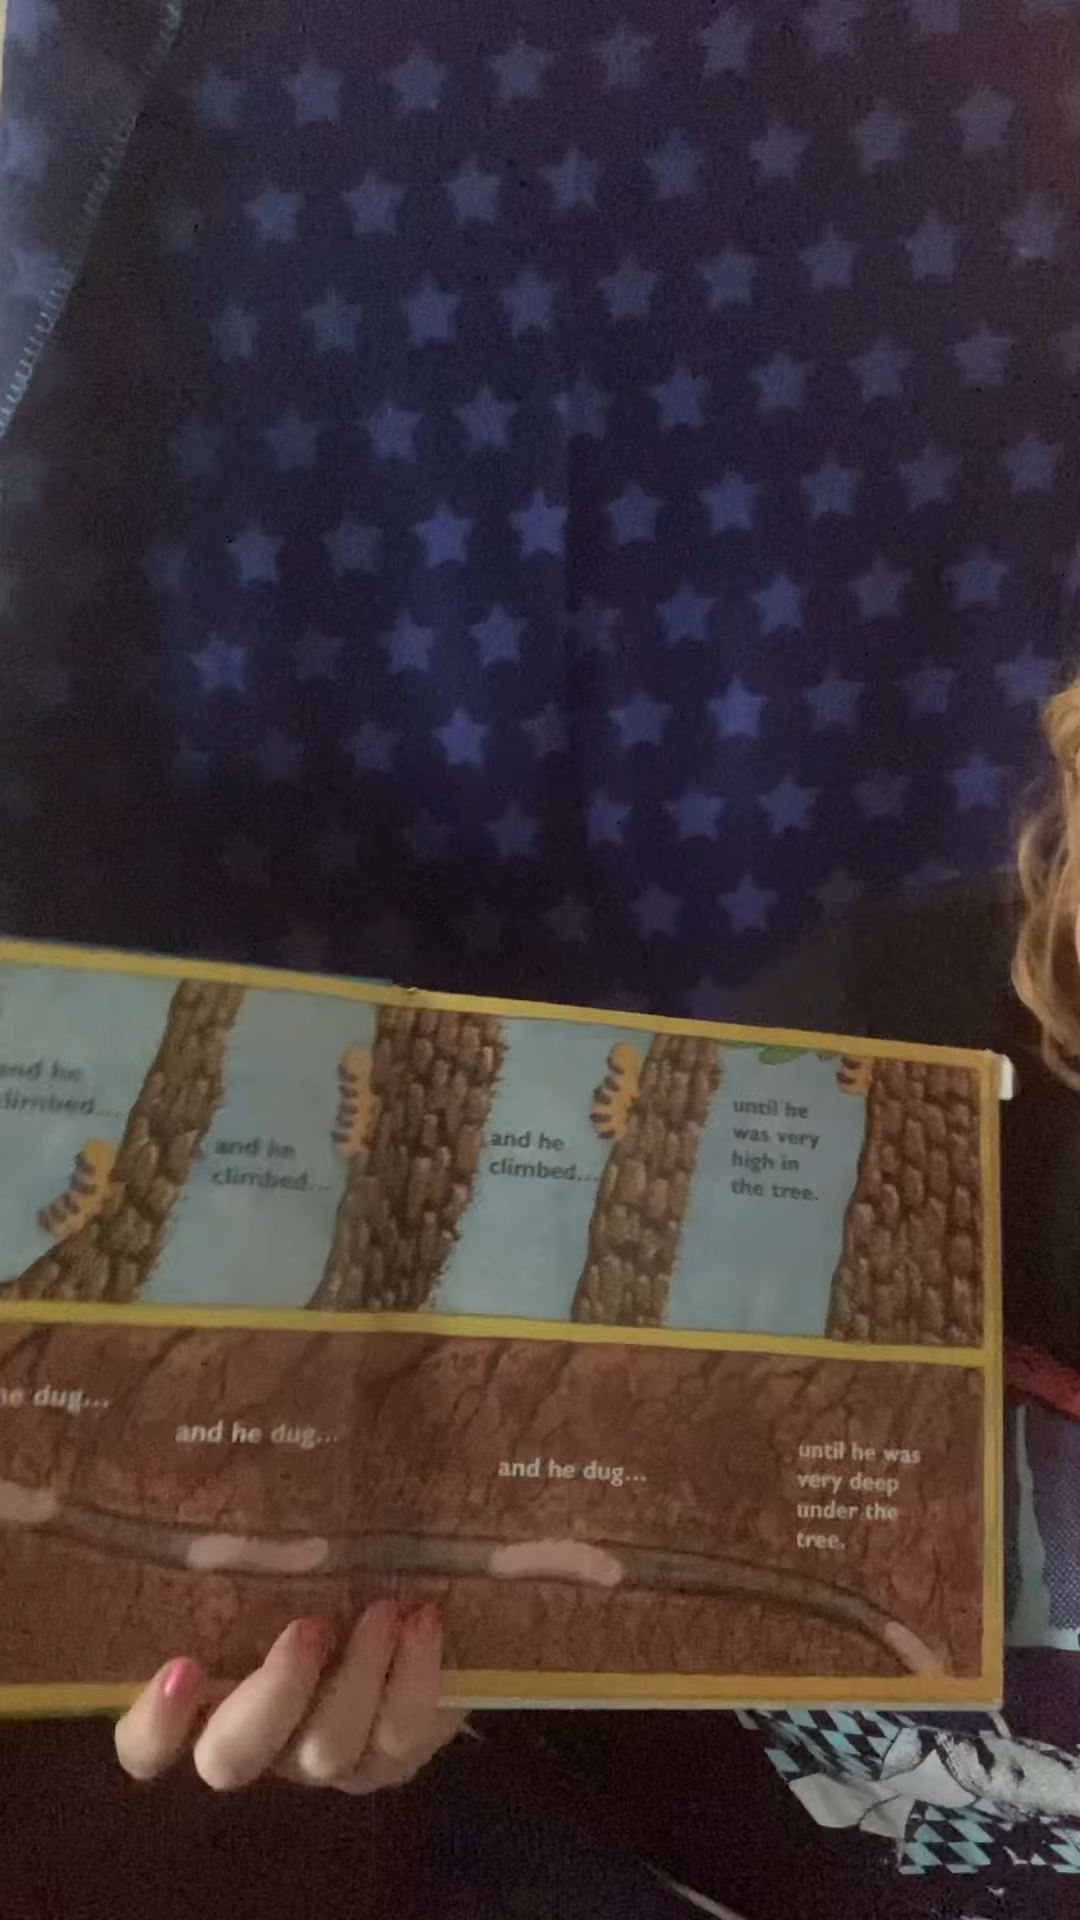 and he
climbed...
and he
climbed...
and he
climbed...
until he
was very
high in
the tree.
he dug...
and he dug...
and he dug...
until he was
very deep
under the
tree.